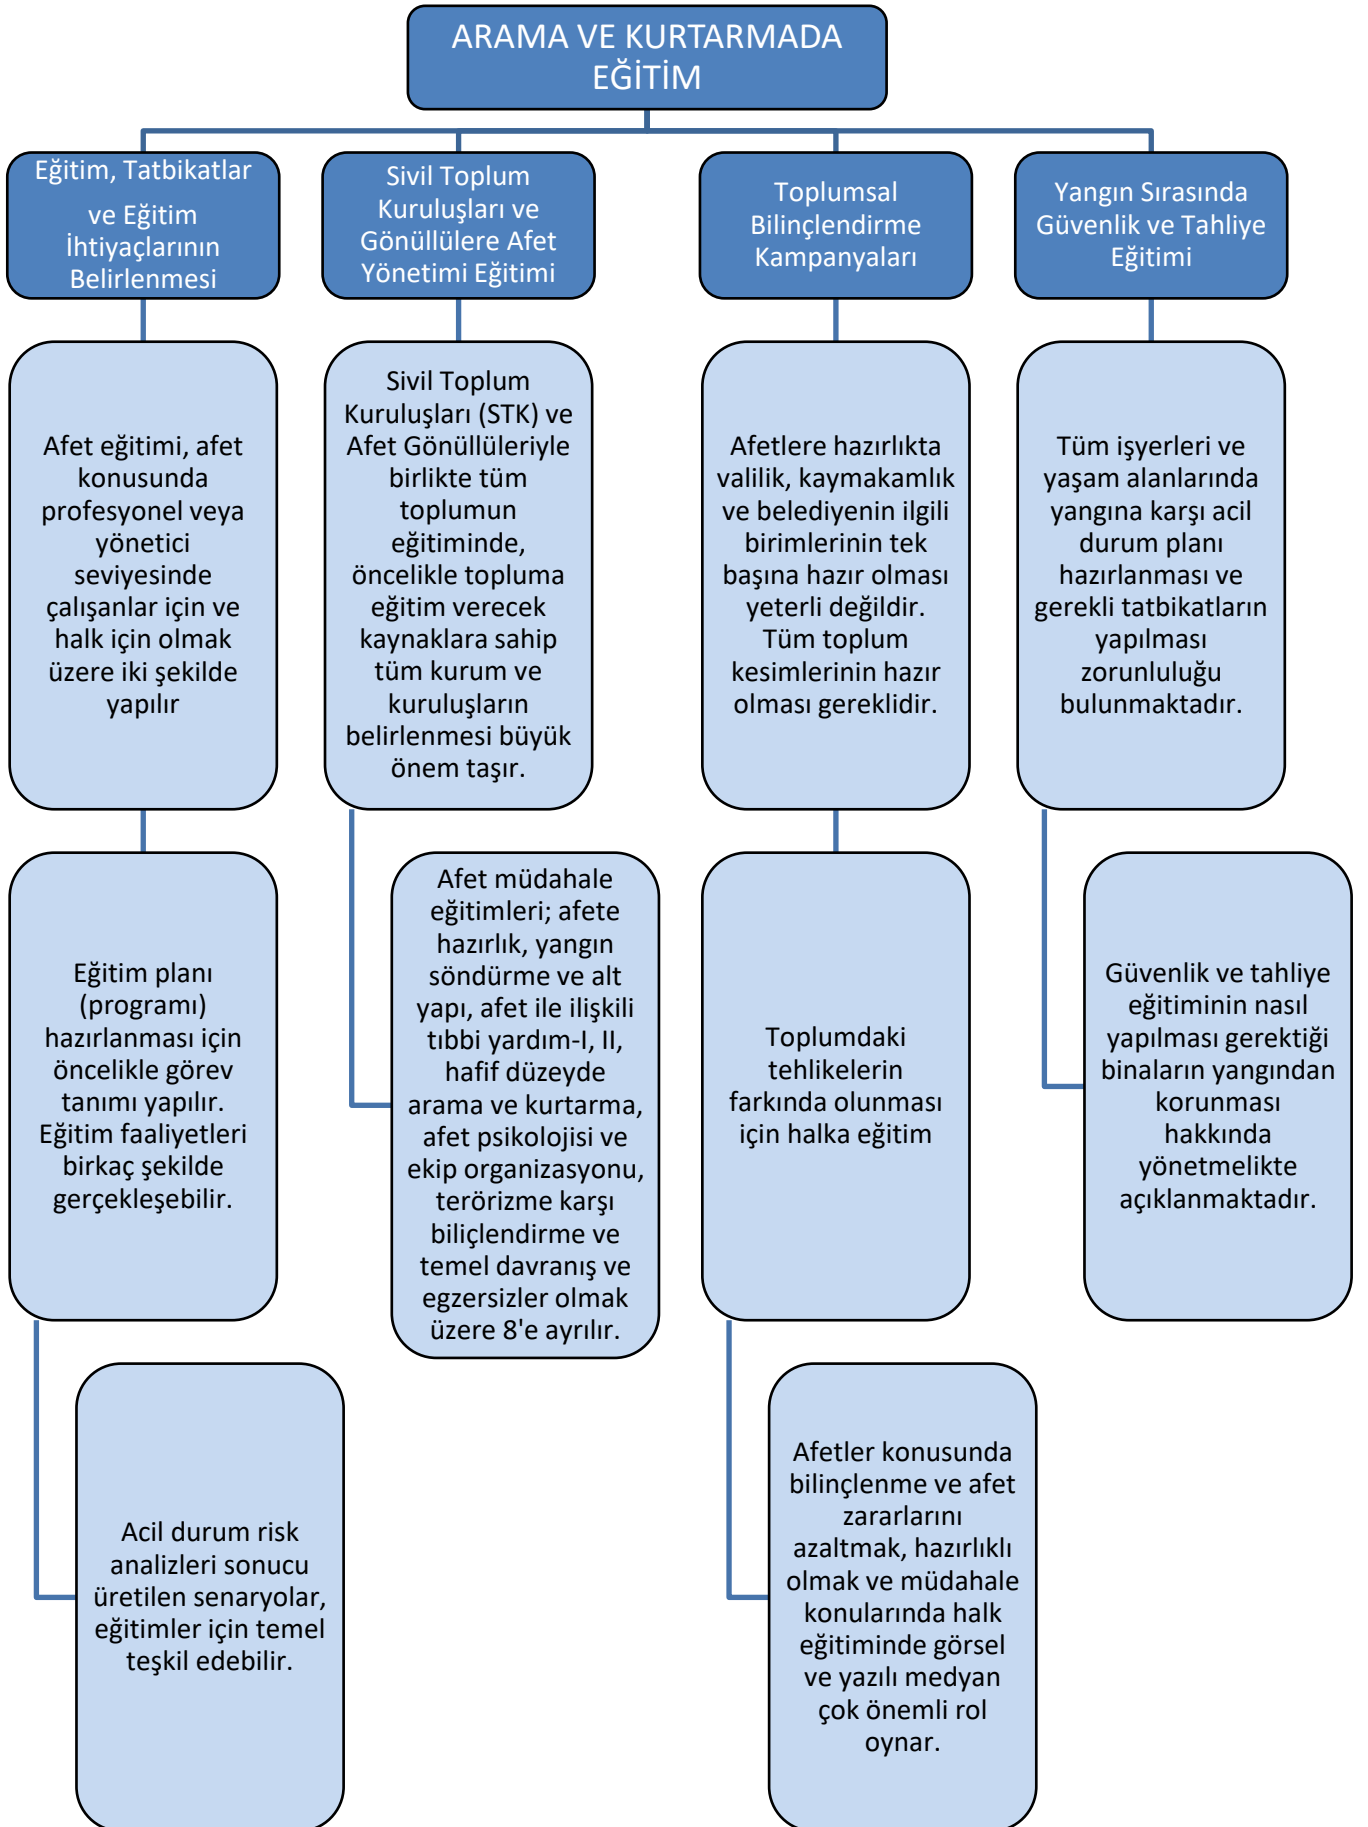 ARAMA VE KURTARMADA
EĞİTİM
Eğitim, Tatbikatlar
ve Eğitim
İhtiyaçlarının
Belirlenmesi
Afet eğitimi, afet
konusunda
profesyonel veya
yönetici
seviyesinde
çalışanlar için ve
halk için olmak
üzere iki şekilde
yapılır
Eğitim planı
(programı)
hazırlanması için
öncelikle görev
tanımı yapılır.
Eğitim faaliyetleri
birkaç şekilde
gerçekleşebilir.
Acil durum risk
analizleri sonucu
üretilen senaryolar,
eğitimler için temel
teşkil edebilir.
Sivil Toplum
Kuruluşları ve
Gönüllülere Afet
Yönetimi Eğitimi
Sivil Toplum
Kuruluşları (STK) ve
Afet Gönüllüleriyle
birlikte tüm
toplumun
eğitiminde,
öncelikle topluma
eğitim verecek
kaynaklara sahip
tüm kurum ve
kuruluşların
belirlenmesi büyük
önem taşır.
Afet müdahale
eğitimleri; afete
hazırlık, yangın
söndürme ve alt
yapı, afet ile ilişkili
tıbbi yardım-I, II,
hafif düzeyde
arama ve kurtarma,
afet psikolojisi ve
ekip organizasyonu,
terörizme karşı
biliçlendirme ve
temel davranış ve
egzersizler olmak
üzere 8'e ayrılır.
Toplumsal
Bilinçlendirme
Kampanyaları
Afetlere hazırlıkta
valilik, kaymakamlık
ve belediyenin ilgili
birimlerinin tek
başına hazır olması
yeterli değildir.
Tüm toplum
kesimlerinin hazır
olması gereklidir.
Toplumdaki
tehlikelerin
farkında olunması
için halka eğitim
Afetler konusunda
bilinçlenme ve afet
zararlarını
azaltmak, hazırlıklı
olmak ve müdahale
konularında halk
eğitiminde görsel
ve yazılı medyan
çok önemli rol
oynar.
Yangın Sırasında
Güvenlik ve Tahliye
Eğitimi
Tüm işyerleri ve
yaşam alanlarında
yangına karşı acil
durum planı
hazırlanması ve
gerekli tatbikatların
yapılması
zorunluluğu
bulunmaktadır.
Güvenlik ve tahliye
eğitiminin nasıl
yapılması gerektiği
binaların yangından
korunması
hakkında
yönetmelikte
açıklanmaktadır.